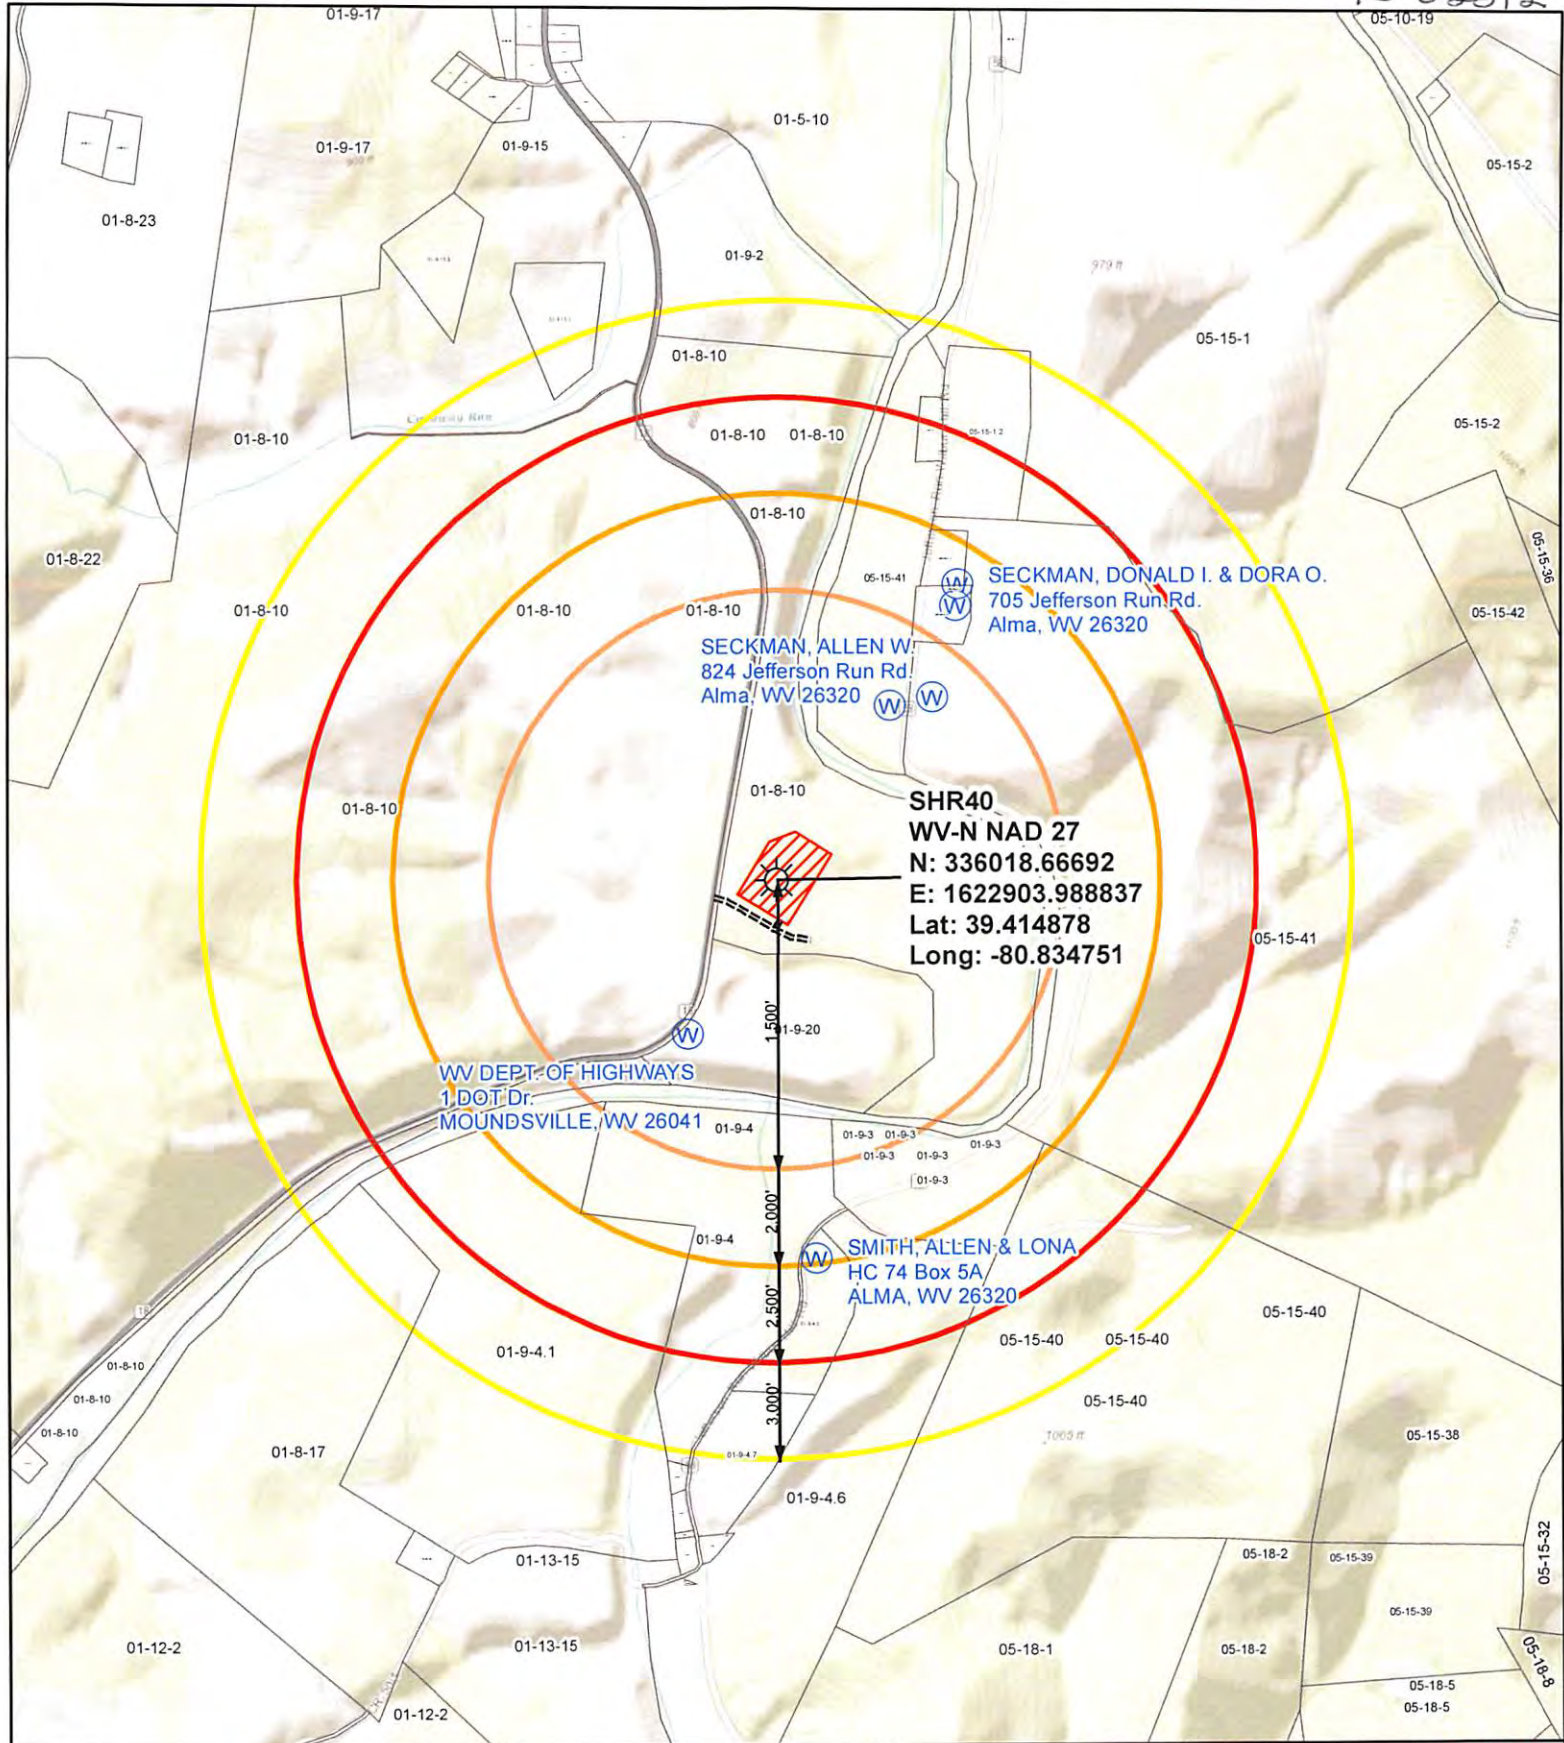 01-9-17
05-10-19
01-5-10
01-9-17
01-9-15
05-15-2
01-8-23
01-9-2
979 ft
05-15-1
01-8-10
05-15-2
Conaway Run
01-8-10
01-8-10
01-8-10
05-15-1.2
01-8-10
01-8-22
05-15-36
05-15-41
SECKMAN, DONALD I. & DORA O.
705 Jefferson Run Rd.
Alma, WV 26320
W
W
01-8-10
01-8-10
01-8-10
05-15-42
SECKMAN, ALLEN W.
824 Jefferson Run Rd.
Alma, WV 26320
W
W
01-8-10
01-8-10
SHR40
WV-N NAD 27
N: 336018.66692
E: 1622903.988837
Lat: 39.414878
Long: -80.834751
05-15-41
1,500'
01-9-20
W
WV DEPT. OF HIGHWAYS
1 DOT Dr.
MOUNDSVILLE, WV 26041
01-9-4
01-9-3
01-9-3
01-9-3
01-9-3
01-9-3
01-9-3
2,000'
01-9-4
W
SMITH, ALLEN & LONA
HC 74 Box 5A
ALMA, WV 26320
2,500'
18
05-15-40
05-15-40
05-15-40
01-9-4.1
01-8-10
01-8-10
01-8-10
3,000'
05-15-40
1005 ft
05-15-38
01-8-17
01-9-4.7
01-9-4.6
01-13-15
05-18-2
05-15-39
05-15-32
05-15-39
01-12-2
01-13-15
05-18-1
05-18-2
05-18-8
05-18-5
05-18-5
01-12-2